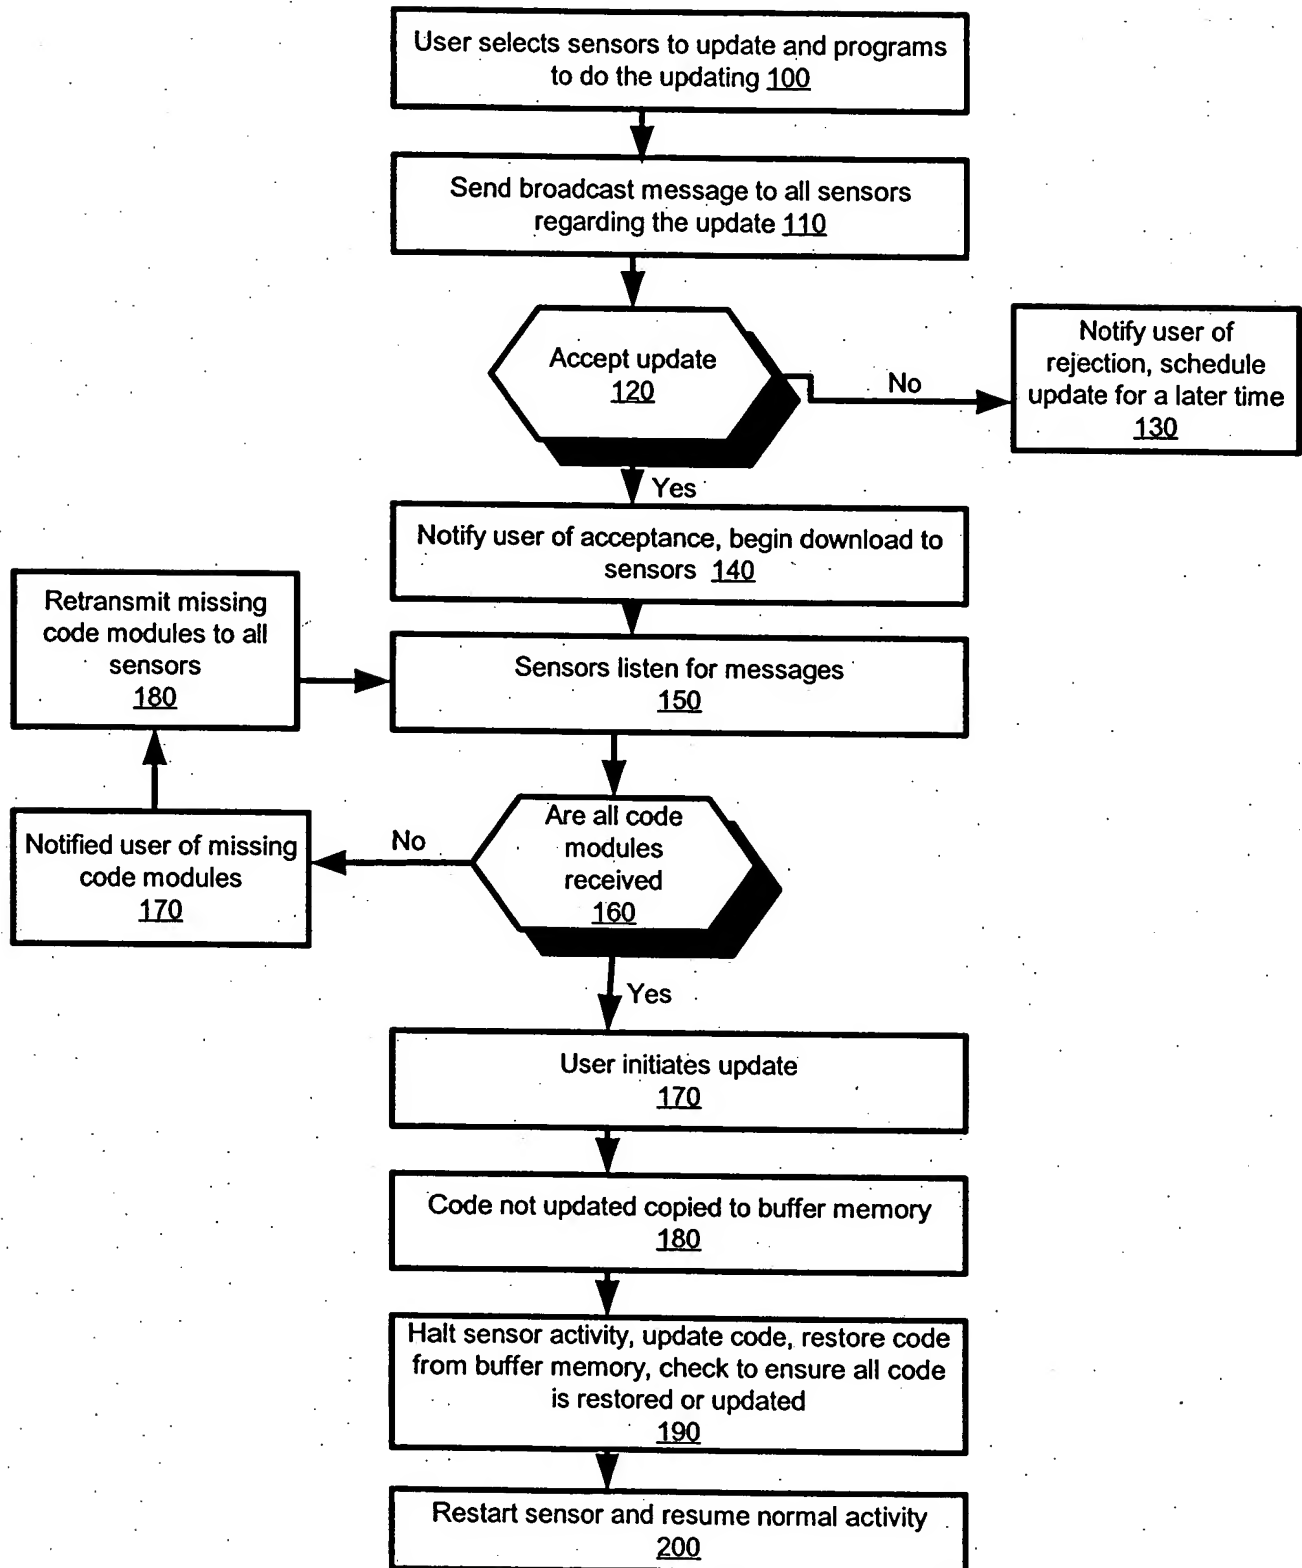 User selects sensors to update and programs
to do the updating 100
Send broadcast message to all sensors
regarding the update 110
Accept update
120
No
Notify user of
rejection, schedule
update for a later time
130
Yes
Notify user of acceptance, begin download to
sensors 140
Retransmit missing
code modules to all
sensors
180
Sensors listen for messages
150
Are all code
modules
received
160
No
Notified user of missing
code modules
170
Yes
User initiates update
170
Code not updated copied to buffer memory
180
Halt sensor activity, update code, restore code
from buffer memory, check to ensure all code
is restored or updated
190
Restart sensor and resume normal activity
200